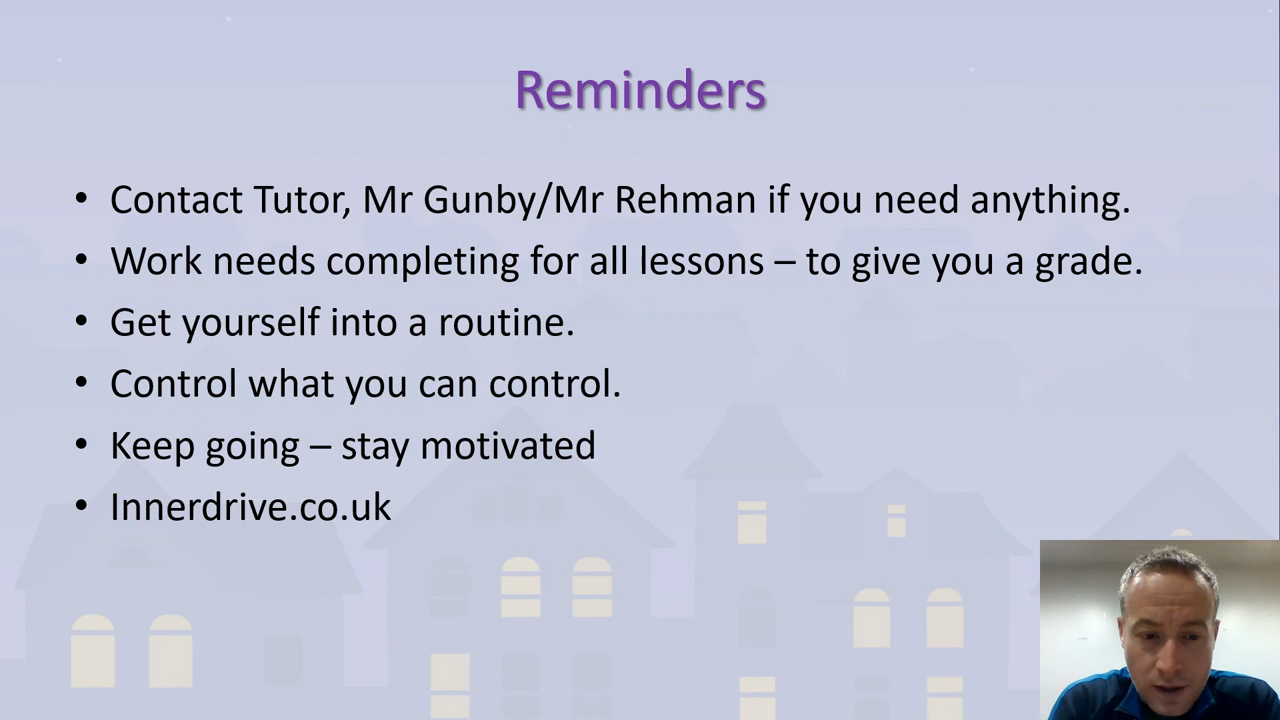 Reminders
• Contact Tutor, Mr Gunby/Mr Rehman if you need anything.
• Work needs completing for all lessons – to give you a grade.
• Get yourself into a routine.
• Control what you can control.
• Keep going – stay motivated
• Innerdrive.co.uk